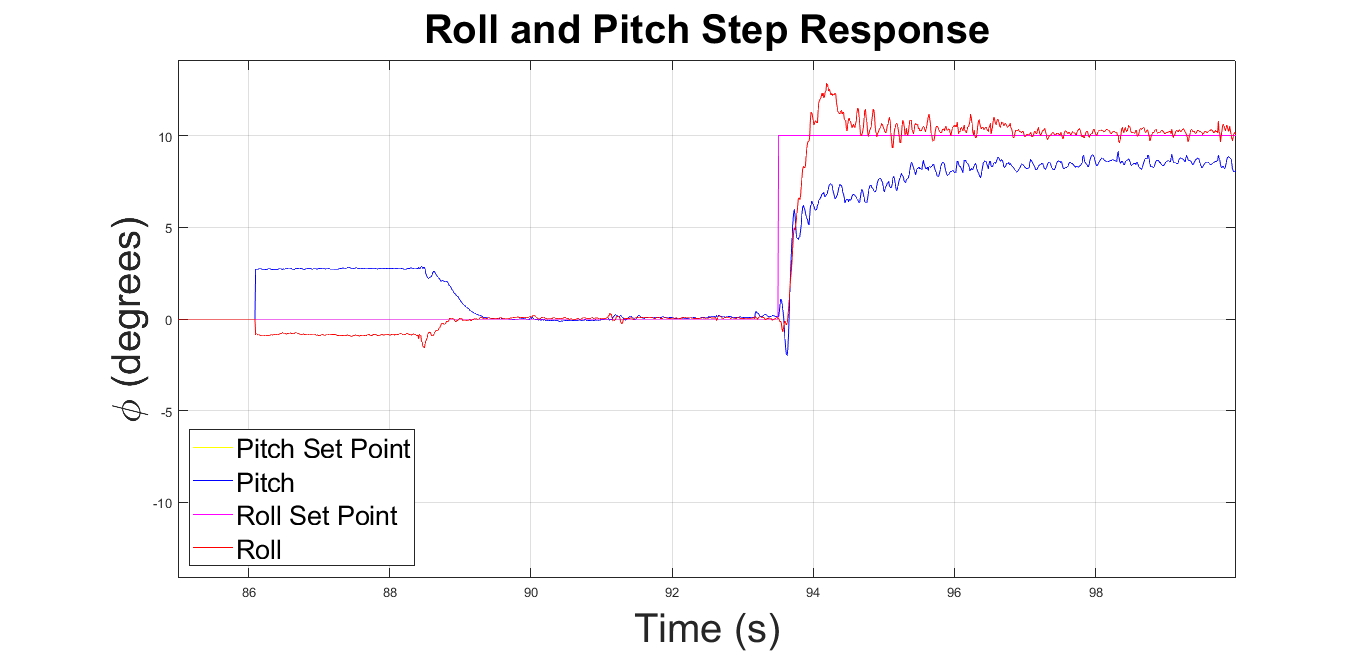 Roll and Pitch Step Response
ϕ (degrees)
10
5
0
-5
-10
Pitch Set Point
Pitch
Roll Set Point
Roll
86 88 90 92 94 96 98
Time (s)